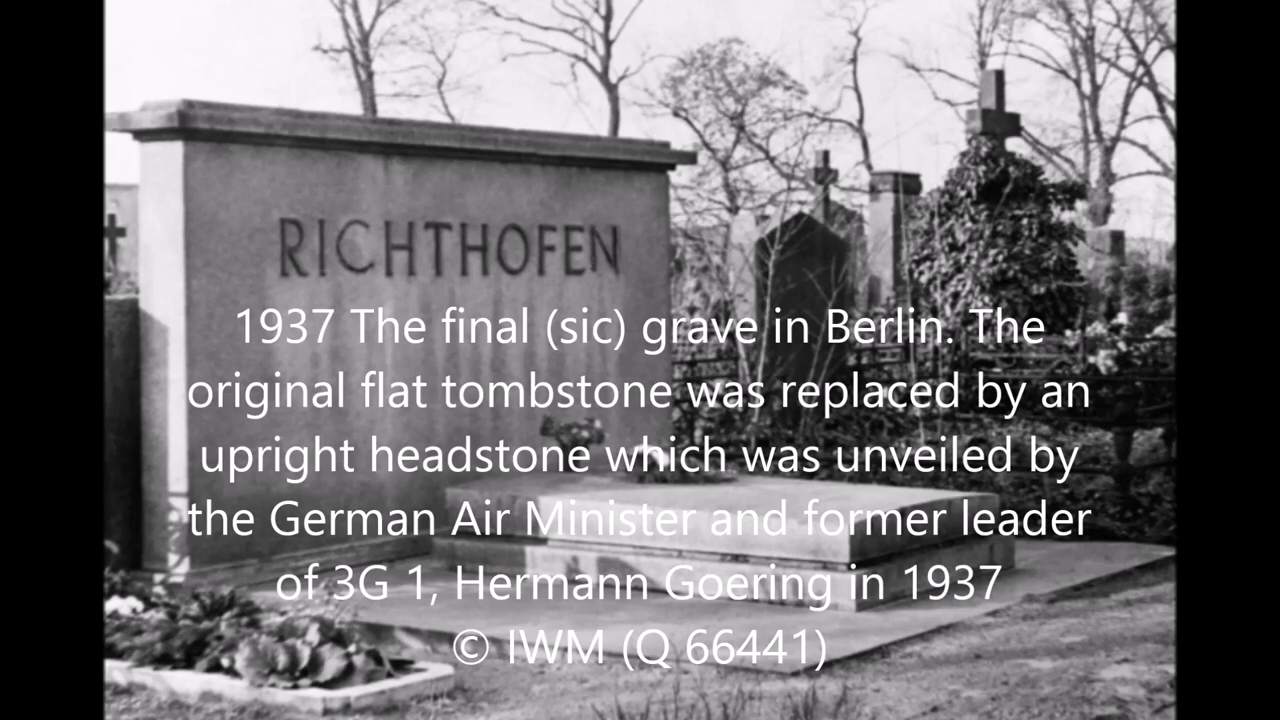 RICHTHOFEN
1937 The final (sic) grave in Berlin. The
original flat tombstone was replaced by an
upright headstone which was unveiled by
the German Air Minister and former leader
of 3G 1, Hermann Goering in 1937
© IWM (Q 66441)